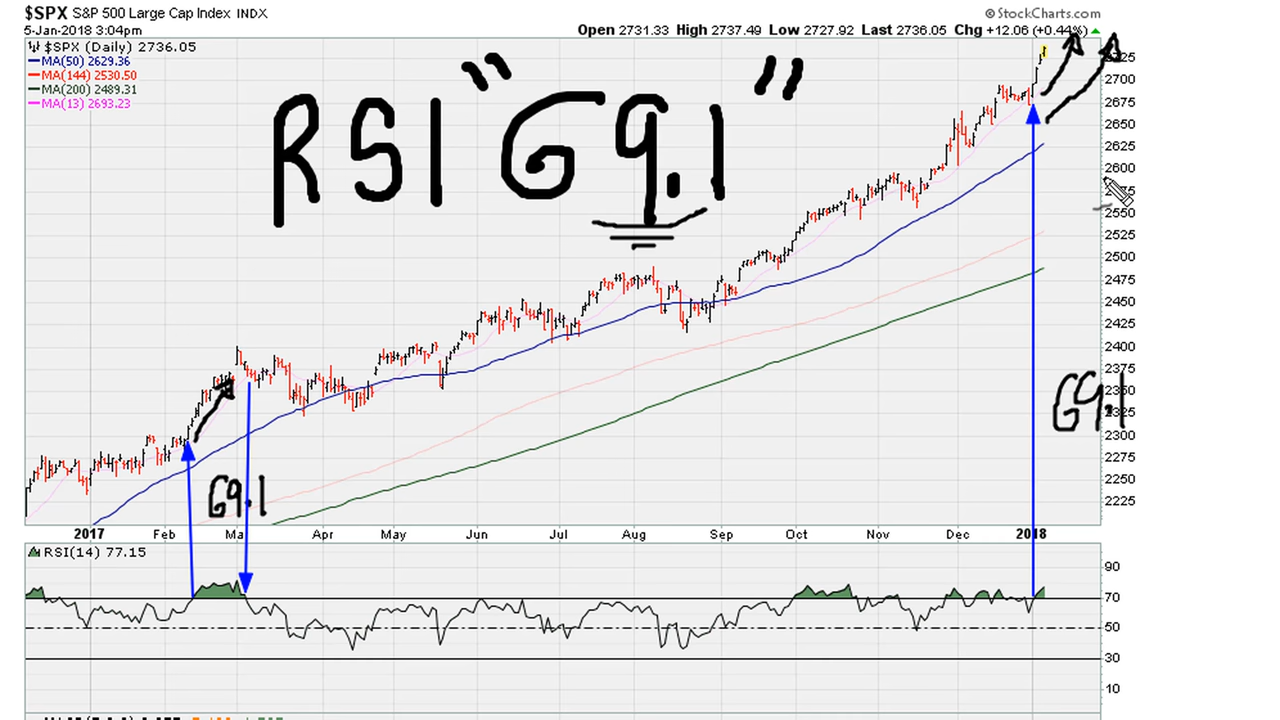 $SPX S&P 500 Large Cap Index INDX
© StockCharts.com
5-Jan-2018 3:04pm
Open 2731.33 High 2737.49 Low 2727.92 Last 2736.05 Chg +12.06 (+0.44%)
$SPX (Daily) 2736.05
MA(50) 2629.36
MA(144) 2530.50
MA(200) 2489.31
MA(13) 2693.23
RSI "G9.1"
2725
2700
2675
2650
2625
2600
2575
2550
2525
2500
2475
2450
2425
2400
2375
2350
2325
2300
2275
2250
2225
G9.1
G9.1
2017 Feb Mar Apr May Jun Jul Aug Sep Oct Nov Dec 2018
RSI(14) 77.15
90
70
50
30
10